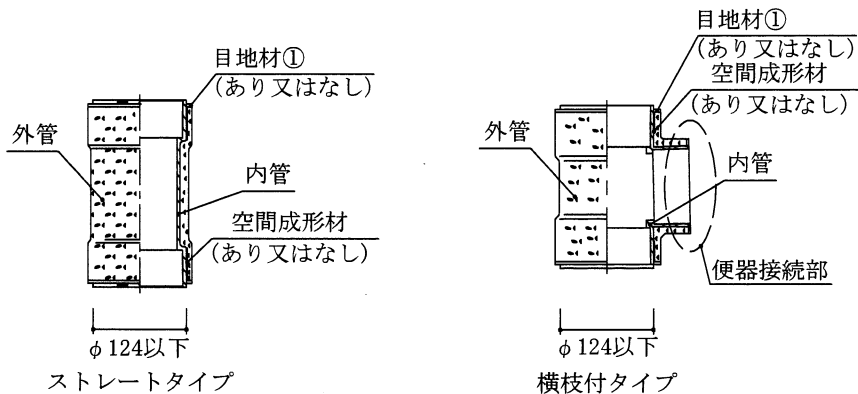 目地材①
(あり又はなし)
外管
内管
空間成形材
(あり又はなし)
φ124以下
ストレートタイプ
目地材①
(あり又はなし)
空間成形材
(あり又はなし)
外管
内管
便器接続部
φ124以下
横枝付タイプ